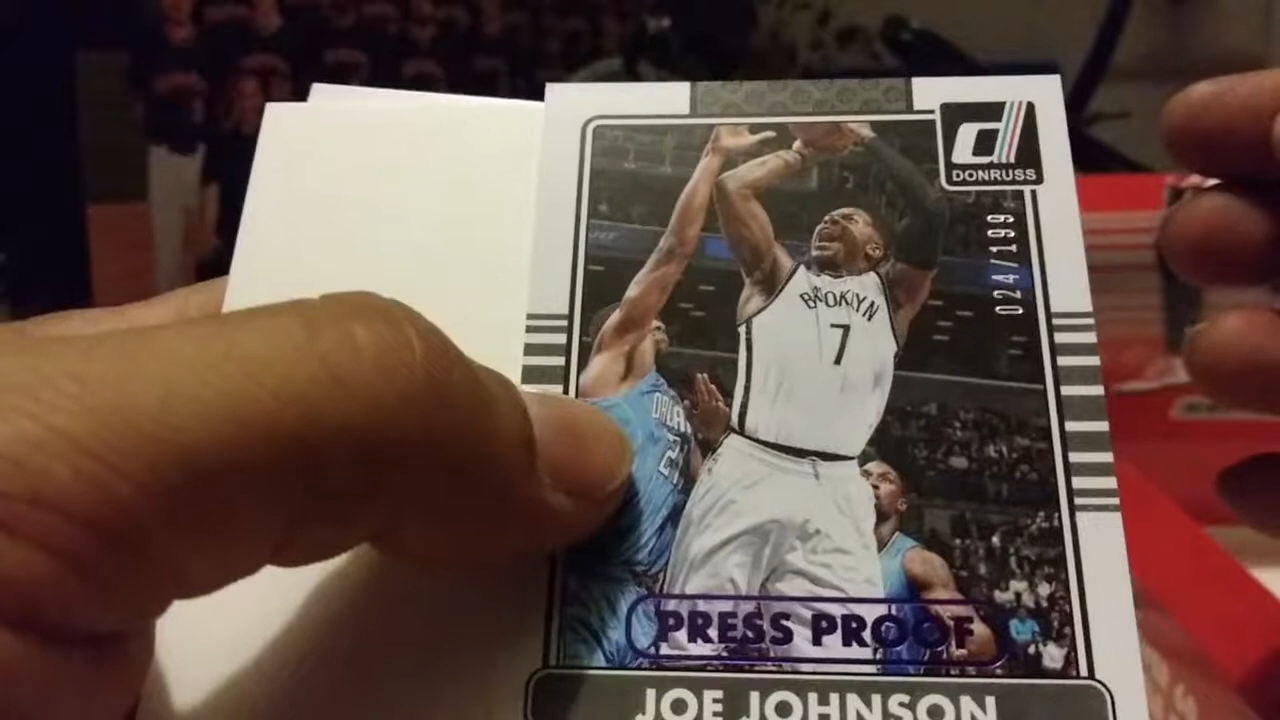 DONRUSS
024/199
BROOKLYN
7
PRESS PROOF
JOE JOHNSON